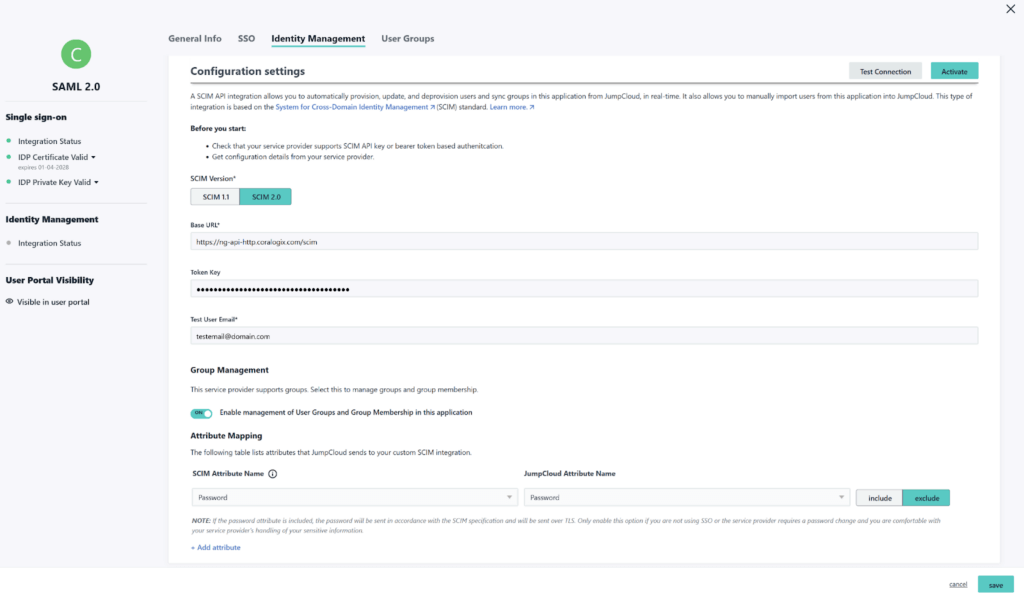 General Info SSO Identity Management User Groups
C
SAML 2.0
Single sign-on
Integration Status
IDP Certificate Valid
expires 01-04-2028
IDP Private Key Valid
Identity Management
Integration Status
User Portal Visibility
Visible in user portal
Configuration settings
Test Connection
Activate
A SCIM API integration allows you to automatically provision, update, and deprovision users and sync groups in this application from JumpCloud, in real-time. It also allows you to manually import users from this application into JumpCloud. This type of
integration is based on the System for Cross-Domain Identity Management (SCIM) standard. Learn more.
Before you start:
• Check that your service provider supports SCIM API key or bearer token based authenitcation.
• Get configuration details from your service provider.
SCIM Version*
SCIM 1.1 SCIM 2.0
Base URL*
https://ng-api-http.coralogix.com/scim
Token Key
••••••••••••••••••••••••••••••••••••
Test User Email*
testemail@domain.com
Group Management
This service provider supports groups. Select this to manage groups and group membership.
ON Enable management of User Groups and Group Membership in this application
Attribute Mapping
The following table lists attributes that JumpCloud sends to your custom SCIM integration.
SCIM Attribute Name JumpCloud Attribute Name
Password Password include exclude
NOTE: If the password attribute is included, the password will be sent in accordance with the SCIM specification and will be sent over TLS. Only enable this option if you are not using SSO or the service provider requires a password change and you are comfortable with
your service provider's handling of your sensitive information.
+ Add attribute
cancel save